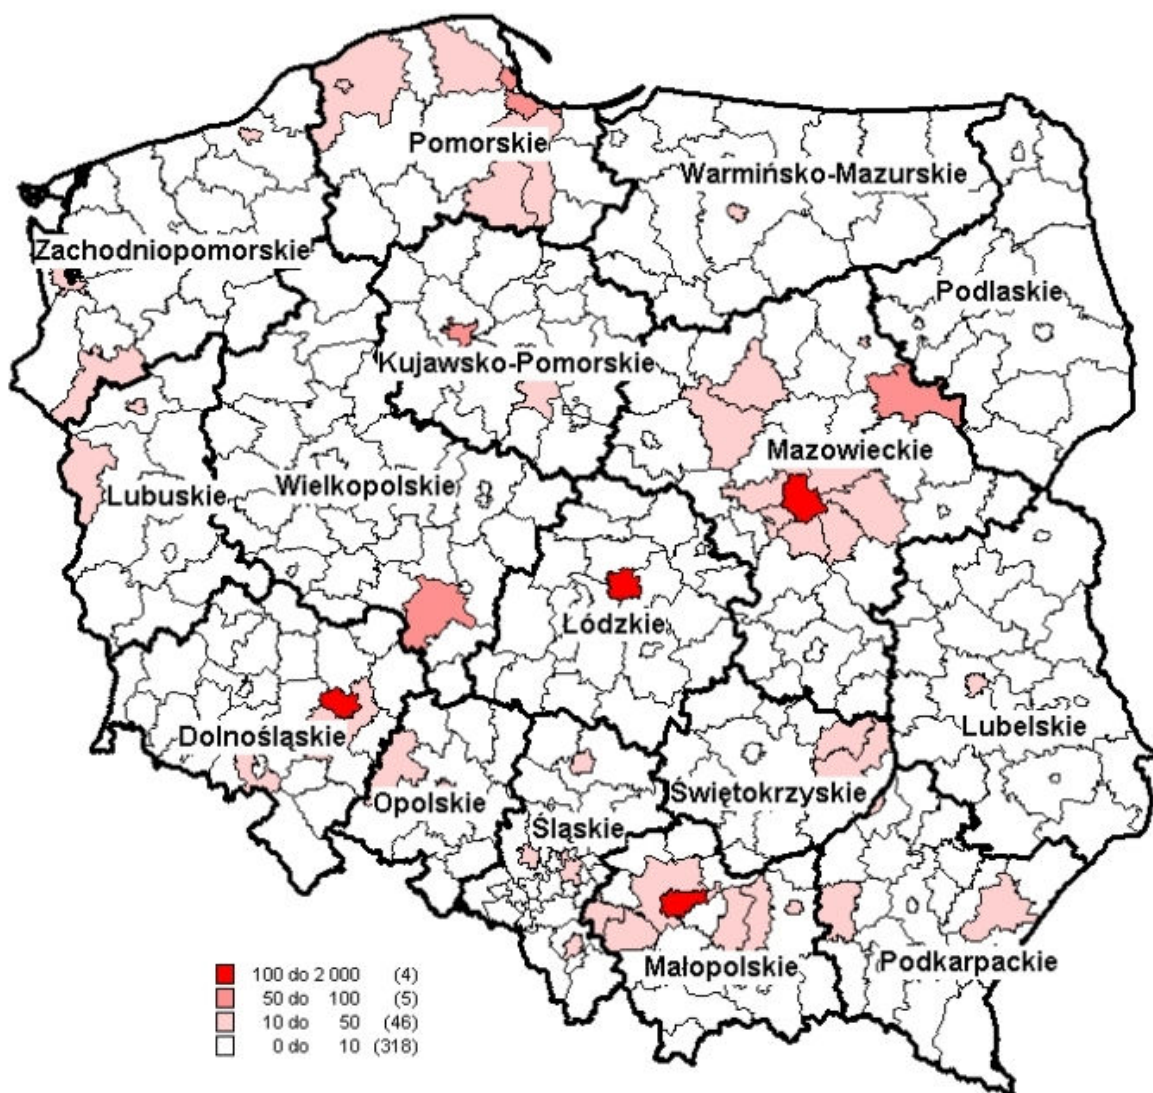 Pomorskie
Warmińsko-Mazurskie
Zachodniopomorskie
Podlaskie
Kujawsko-Pomorskie
Mazowieckie
Lubuskie
Wielkopolskie
Łódzkie
Dolnośląskie
Lubelskie
Opolskie
Świętokrzyskie
Śląskie
Małopolskie
Podkarpackie
100 do 2 000 (4)
50 do 100 (5)
10 do 50 (46)
0 do 10 (318)